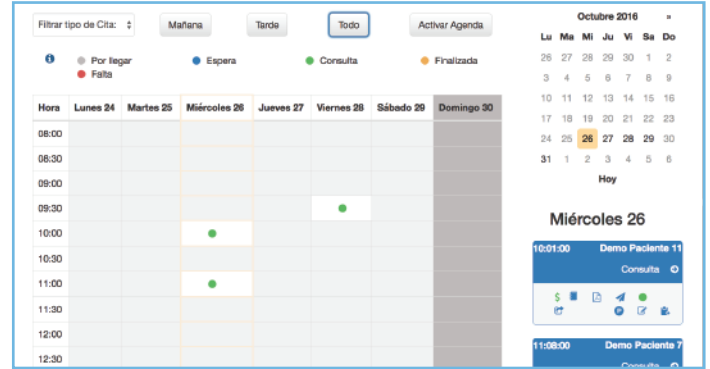 Filtrar tipo de Cita:
Mañana
Tarde
Todo
Activar Agenda
Por llegar
Espera
Consulta
Finalizada
Falta
Hora Lunes 24 Martes 25 Miércoles 26 Jueves 27 Viernes 28 Sábado 29 Domingo 30
08:00
08:30
09:00
09:30
10:00
10:30
11:00
11:30
12:00
12:30
Octubre 2016 »
Lu Ma Mi Ju Vi Sa Do
26 27 28 29 30 1 2
3 4 5 6 7 8 9
10 11 12 13 14 15 16
17 18 19 20 21 22 23
24 25 26 27 28 29 30
31 1 2 3 4 5 6
Hoy
Miércoles 26
10:01:00 Demo Paciente 11
Consulta
$
11:08:00 Demo Paciente 7
Consulta